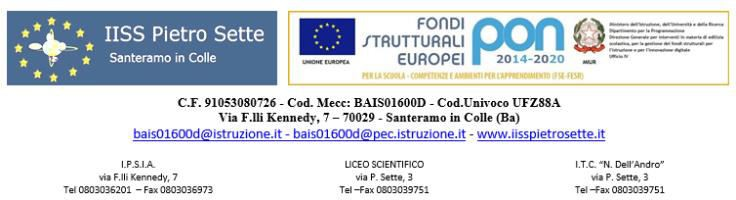 IISS Pietro Sette
Santeramo in Colle
UNIONE EUROPEA
FONDI
STRUTTURALI
EUROPEI
pon
2014-2020
MIUR
Ministero dell'Istruzione, dell'Università e della Ricerca
Dipartimento per la Programmazione
Direzione Generale per interventi in materia di edilizia
scolastica, per la gestione dei fondi strutturali per
l'istruzione e per l'innovazione digitale
Ufficio IV
PER LA SCUOLA - COMPETENZE E AMBIENTI PER L'APPRENDIMENTO (FSE-FESR)
C.F. 91053080726 - Cod. Mecc: BAIS01600D - Cod.Univoco UFZ88A
Via F.lli Kennedy, 7 – 70029 - Santeramo in Colle (Ba)
bais01600d@istruzione.it - bais01600d@pec.istruzione.it - www.iisspietrosette.it
I.P.S.I.A.
via F.lli Kennedy, 7
Tel 0803036201 – Fax 0803036973
LICEO SCIENTIFICO
via P. Sette, 3
Tel –Fax 0803039751
I.T.C. “N. Dell’Andro”
via P. Sette, 3
Tel –Fax 0803039751